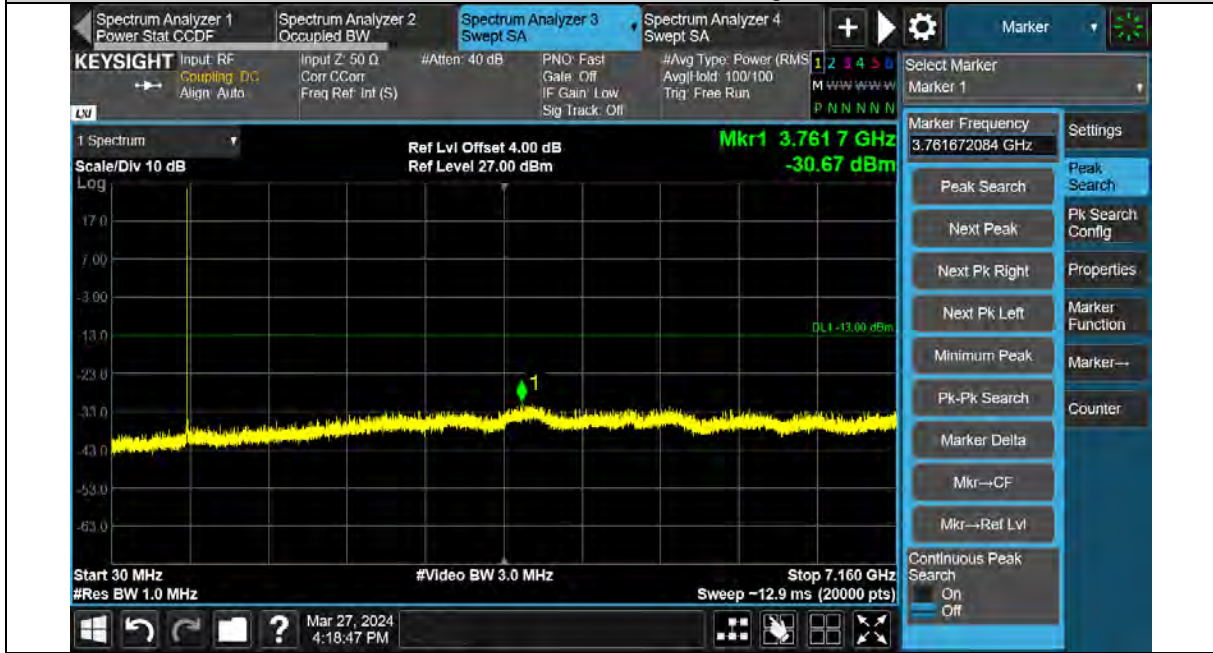 Spectrum Analyzer 1
Power Stat CCDF
Spectrum Analyzer 2
Occupied BW
Spectrum Analyzer 3
Swept SA
Spectrum Analyzer 4
Swept SA
Marker
KEYSIGHT
Input: RF
Coupling: DC
Align: Auto
Input Z: 50 Ω
Corr CCorr
Freq Ref: Int (S)
#Atten: 40 dB
PNO: Fast
Gate: Off
IF Gain: Low
Sig Track: Off
#Avg Type: Power (RMS
Avg|Hold: 100/100
Trig: Free Run
1 2 3 4 5 6
M W W W W W
P N N N N N
LXI
Select Marker
Marker 1
1 Spectrum
Scale/Div 10 dB
Log
Ref Lvl Offset 4.00 dB
Ref Level 27.00 dBm
Mkr1 3.761 7 GHz
-30.67 dBm
17.0
7.00
-3.00
-13.0
-23.0
-33.0
-43.0
-53.0
-63.0
DL1 -13.00 dBm
1
Start 30 MHz
#Res BW 1.0 MHz
#Video BW 3.0 MHz
Stop 7.160 GHz
Sweep ~12.9 ms (20000 pts)
Marker Frequency
3.761672084 GHz
Peak Search
Next Peak
Next Pk Right
Next Pk Left
Minimum Peak
Pk-Pk Search
Marker Delta
Mkr→CF
Mkr→Ref Lvl
Continuous Peak
Search
On
Off
Settings
Peak
Search
Pk Search
Config
Properties
Marker
Function
Marker→
Counter
?
Mar 27, 2024
4:18:47 PM